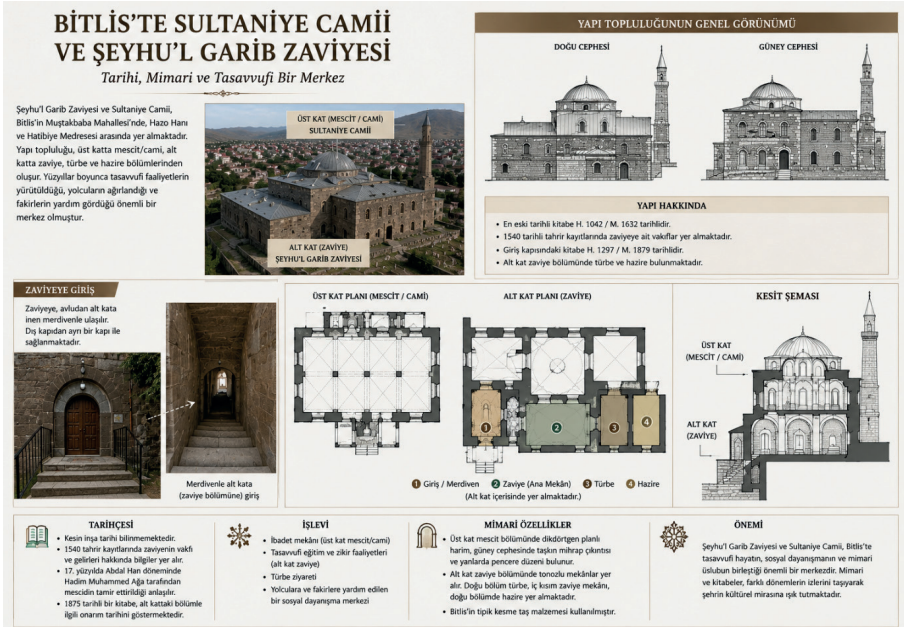 BİTLİS'TE SULTANİYE CAMİİ
VE ŞEYHU'L GARIB ZAVİYESİ
Tarihi, Mimari ve Tasavvufi Bir Merkez
Şeyhu'l Garib Zaviyesi ve Sultaniye Camii,
Bitlis'in Muştakbaba Mahallesi'nde, Hazo Hanı
ve Hatibiye Medresesi arasında yer almaktadır.
Yapı topluluğu, üst katta mescit/cami, alt
katta zaviye, türbe ve hazire bölümlerinden
oluşur. Yüzyıllar boyunca tasavvufi faaliyetlerin
yürütüldüğü, yolcuların ağırlandığı ve
fakirlerin yardım gördüğü önemli bir
merkez olmuştur.
ÜST KAT (MESCİT / CAMİ)
SULTANİYE CAMİİ
ALT KAT (ZAVİYE)
ŞEYHU'L GARIB ZAVİYESİ
YAPI TOPLULUĞUNUN GENEL GÖRÜNÜMÜ
DOĞU CEPHESİ
GÜNEY CEPHESİ
YAPI HAKKINDA
• En eski tarihli kitabe H. 1042 / M. 1632 tarihlidir.
• 1540 tarihli tahrir kayıtlarında zaviyeye ait vakıflar yer almaktadır.
• Giriş kapısındaki kitabe H. 1297 / M. 1879 tarihlidir.
• Alt kat zaviye bölümünde türbe ve hazire bulunmaktadır.
ZAVİYEYE GİRİŞ
Zaviyeye, avludan alt kata
inen merdivenle ulaşılır.
Dış kapıdan ayrı bir kapı ile
sağlanmaktadır.
Merdivenle alt kata
(zaviye bölümüne) giriş
ÜST KAT PLANI (MESCİT / CAMİ)
ALT KAT PLANI (ZAVİYE)
1
2
3
4
1 Giriş / Merdiven 2 Zaviye (Ana Mekân) 3 Türbe 4 Hazire
(Alt kat içerisinde yer almaktadır.)
KESİT ŞEMASI
ÜST KAT
(MESCİT / CAMİ)
ALT KAT
(ZAVİYE)
TARİHÇESİ
• Kesin inşa tarihi bilinmemektedir.
• 1540 tahrir kayıtlarında zaviyenin vakfı
ve gelirleri hakkında bilgiler yer alır.
• 17. yüzyılda Abdal Han döneminde
Hadim Muhammed Ağa tarafından
mescidin tamir ettirildiği anlaşılır.
• 1875 tarihli bir kitabe, alt kattaki bölümle
ilgili onarım tarihini göstermektedir.
İŞLEVİ
• İbadet mekânı (üst kat mescit/cami)
• Tasavvufi eğitim ve zikir faaliyetleri
(alt kat zaviye)
• Türbe ziyareti
• Yolculara ve fakirlere yardım edilen
bir sosyal dayanışma merkezi
MİMARİ ÖZELLİKLER
• Üst kat mescit bölümünde dikdörtgen planlı
harim, güney cephesinde taşkın mihrap çıkıntısı
ve yanlarda pencere düzeni bulunur.
• Alt kat zaviye bölümünde tonozlu mekânlar yer
alır. Doğu bölüm türbe, iç kısım zaviye mekânı,
doğu bölümde hazire yer almaktadır.
• Bitlis'in tipik kesme taş malzemesi kullanılmıştır.
ÖNEMİ
Şeyhu'l Garib Zaviyesi ve Sultaniye Camii, Bitlis'te
tasavvufi hayatın, sosyal dayanışmanın ve mimari
üslubun birleştiği önemli bir merkezdir. Mimari
ve kitabeler, farklı dönemlerin izlerini taşıyarak
şehrin kültürel mirasına ışık tutmaktadır.